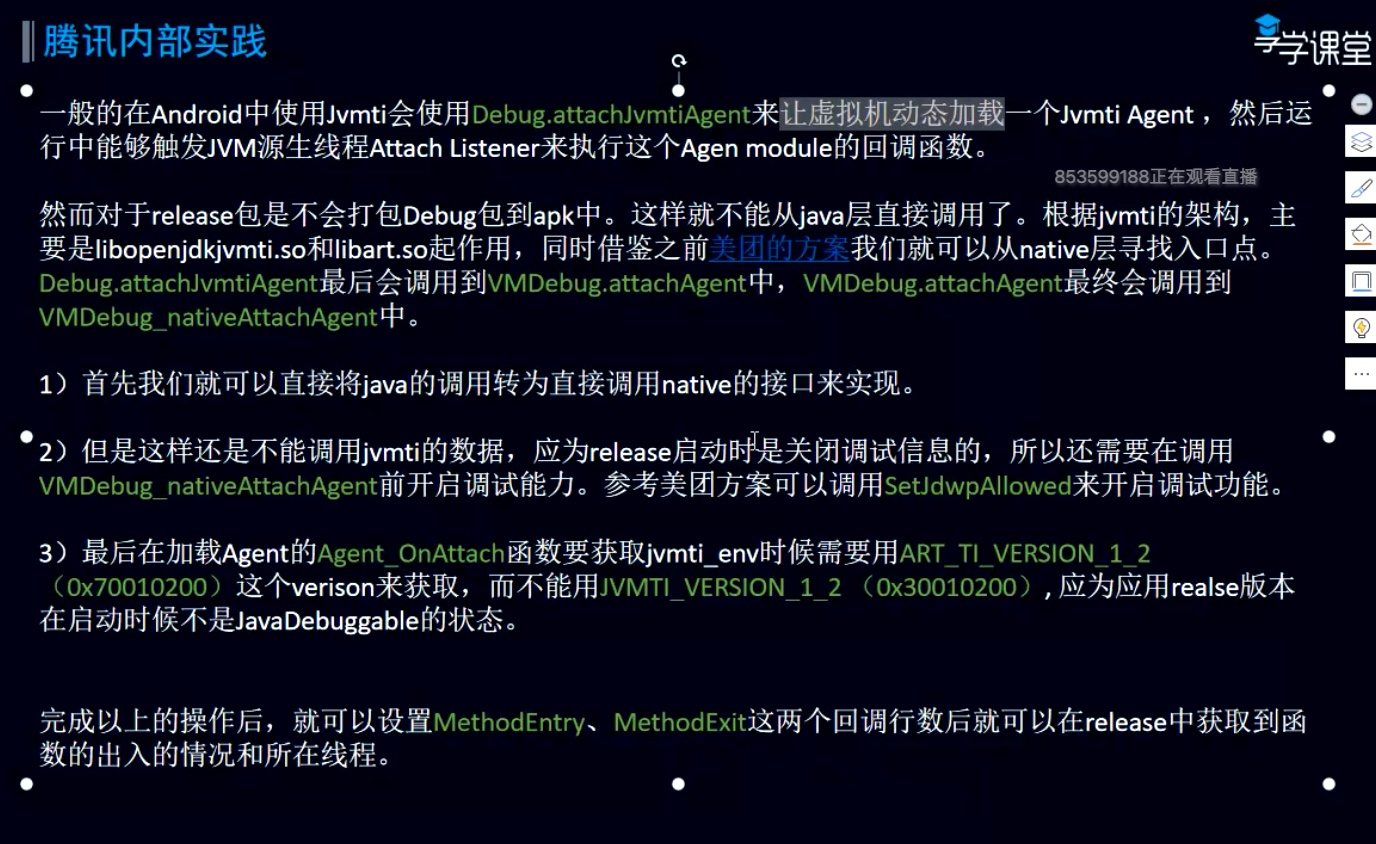 腾讯内部实践
享学课堂
一般的在Android中使用Jvmti会使用Debug.attachJvmtiAgent来让虚拟机动态加载一个Jvmti Agent ，然后运
行中能够触发JVM源生线程Attach Listener来执行这个Agen module的回调函数。
853599188正在观看直播
然而对于release包是不会打包Debug包到apk中。这样就不能从java层直接调用了。根据jvmti的架构，主
要是libopenjdkjvmti.so和libart.so起作用，同时借鉴之前美团的方案我们就可以从native层寻找入口点。
Debug.attachJvmtiAgent最后会调用到VMDebug.attachAgent中，VMDebug.attachAgent最终会调用到
VMDebug_nativeAttachAgent中。
1）首先我们就可以直接将java的调用转为直接调用native的接口来实现。
2）但是这样还是不能调用jvmti的数据，应为release启动时是关闭调试信息的，所以还需要在调用
VMDebug_nativeAttachAgent前开启调试能力。参考美团方案可以调用SetJdwpAllowed来开启调试功能。
3）最后在加载Agent的Agent_OnAttach函数要获取jvmti_env时候需要用ART_TI_VERSION_1_2
（0x70010200）这个verison来获取，而不能用JVMTI_VERSION_1_2 （0x30010200）, 应为应用realse版本
在启动时候不是JavaDebuggable的状态。
完成以上的操作后，就可以设置MethodEntry、MethodExit这两个回调行数后就可以在release中获取到函
数的出入的情况和所在线程。